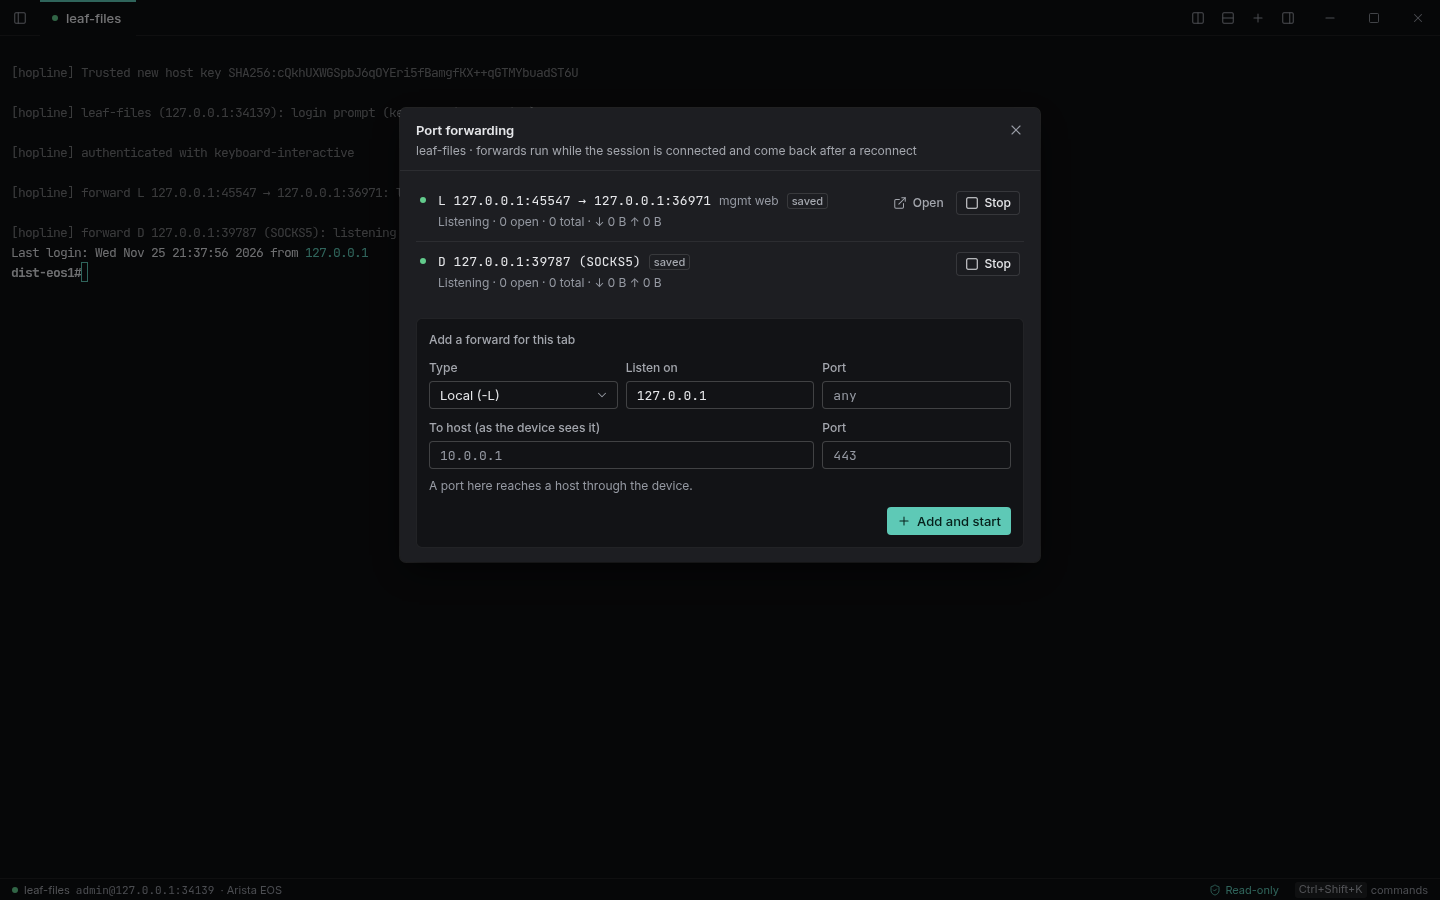 leaf-files
[hopline] Trusted new host key SHA256:cQkhUXWGSpbJ6qOYEri5fBamgfKX++qGTMYbuadST6U
[hopline] leaf-files (127.0.0.1:34139): login prompt
[hopline] authenticated with keyboard-interactive
[hopline] forward L 127.0.0.1:45547 → 127.0.0.1:36971:
[hopline] forward D 127.0.0.1:39787 (SOCKS5): listening
Last login: Wed Nov 25 21:37:56 2026 from 127.0.0.1
dist-eos1#
Port forwarding
leaf-files · forwards run while the session is connected and come back after a reconnect
L 127.0.0.1:45547 → 127.0.0.1:36971 mgmt web saved Open Stop
Listening · 0 open · 0 total · ↓ 0 B ↑ 0 B
D 127.0.0.1:39787 (SOCKS5) saved Stop
Listening · 0 open · 0 total · ↓ 0 B ↑ 0 B
Add a forward for this tab
Type Listen on Port
Local (-L) 127.0.0.1 any
To host (as the device sees it) Port
10.0.0.1 443
A port here reaches a host through the device.
Add and start
leaf-files admin@127.0.0.1:34139 · Arista EOS Read-only Ctrl+Shift+K commands